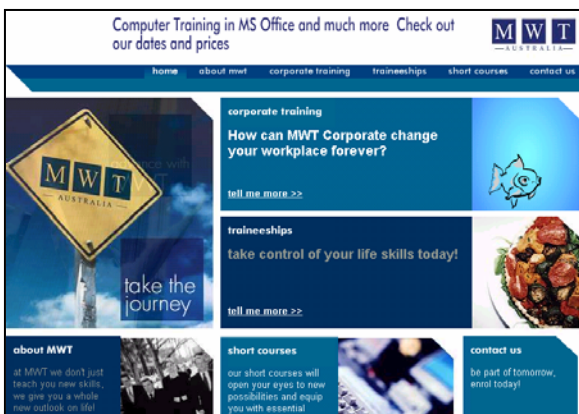 Computer Training in MS Office and much more Check out
our dates and prices
M W T
AUSTRALIA
home about mwt corporate training traineeships short courses contact us
advance with
MWT
M W T
AUSTRALIA
take the
journey
corporate training
How can MWT Corporate change
your workplace forever?
tell me more >>
traineeships
take control of your life skills today!
tell me more >>
about MWT
at MWT we don't just
teach you new skills,
we give you a whole
new outlook on life!
short courses
our short courses will
open your eyes to new
possibilities and equip
you with essential
contact us
be part of tomorrow,
enrol today!